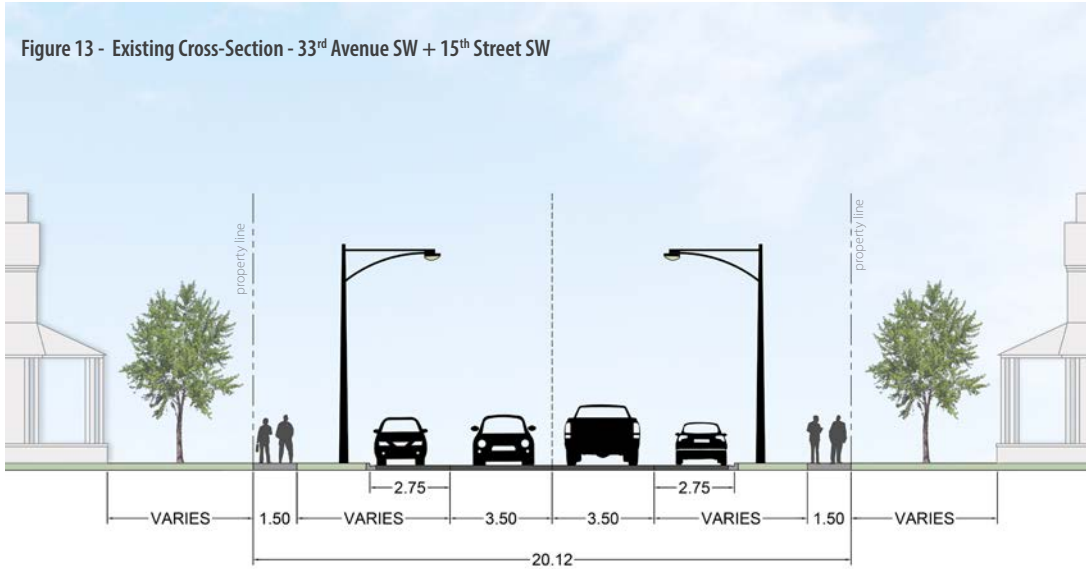 Figure 13 - Existing Cross-Section - 33rd Avenue SW + 15th Street SW
property line
property line
2.75
2.75
VARIES
1.50
VARIES
3.50
3.50
VARIES
1.50
VARIES
20.12